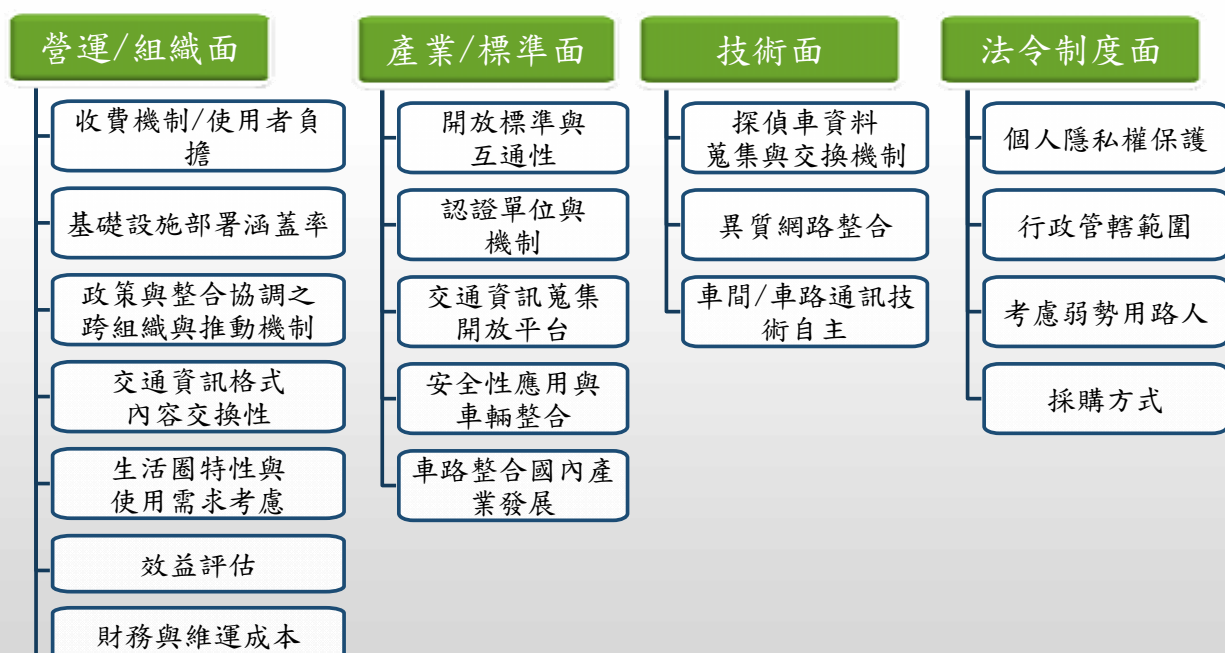 營運/組織面
收費機制/使用者負
擔
基礎設施部署涵蓋率
政策與整合協調之
跨組織與推動機制
交通資訊格式
內容交換性
生活圈特性與
使用需求考慮
效益評估
財務與維運成本
產業/標準面
開放標準與
互通性
認證單位與
機制
交通資訊蒐集
開放平台
安全性應用與
車輛整合
車路整合國內產
業發展
技術面
探偵車資料
蒐集與交換機制
異質網路整合
車間/車路通訊技
術自主
法令制度面
個人隱私權保護
行政管轄範圍
考慮弱勢用路人
採購方式